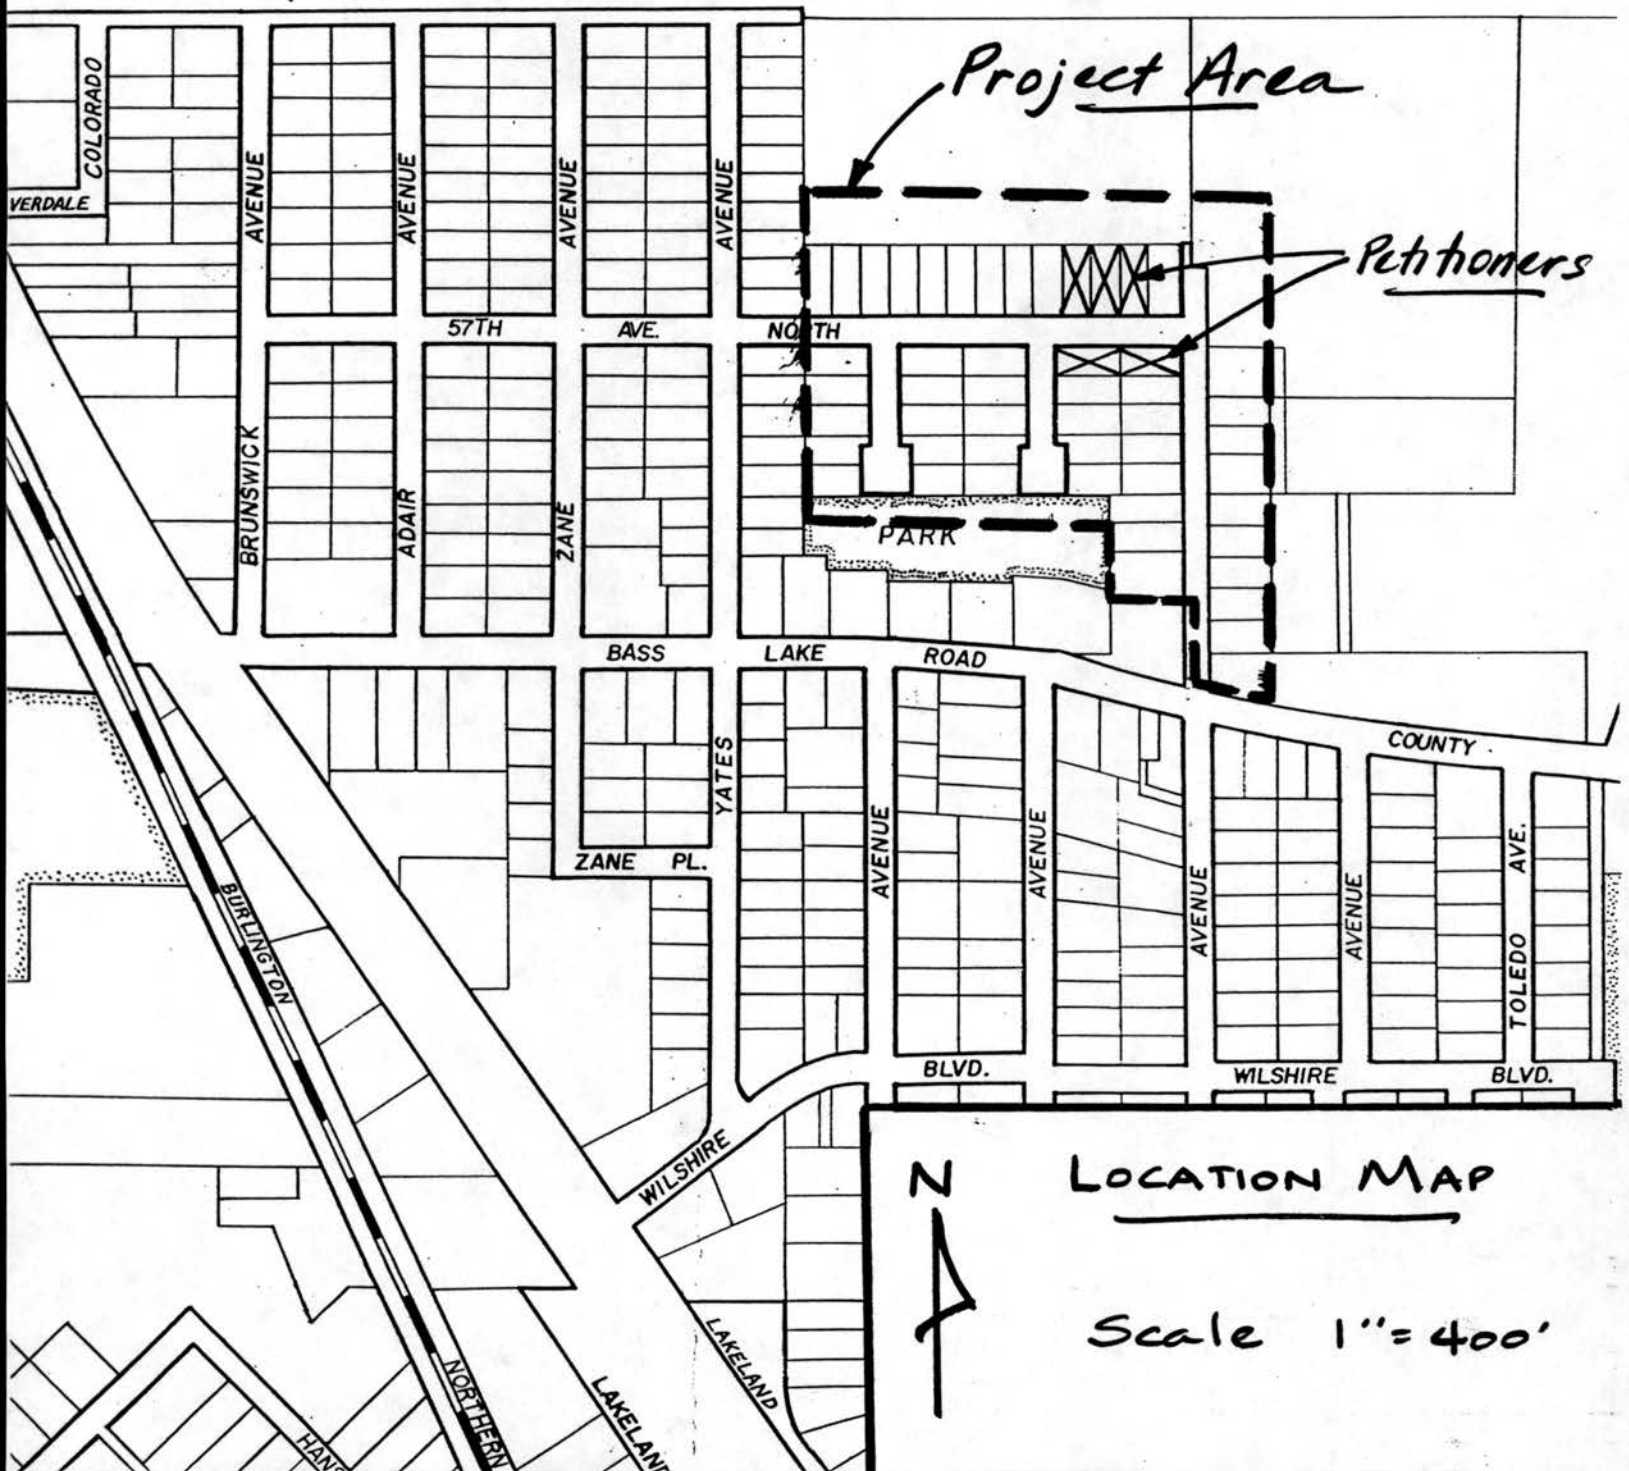 Project Area
Petitioners
COLORADO
VERDALE
AVENUE
AVENUE
AVENUE
AVENUE
57TH AVE. NORTH
BRUNSWICK
ADAIR
ZANE
PARK
BASS LAKE ROAD
COUNTY
YATES
ZANE PL.
AVENUE
AVENUE
AVENUE
AVENUE
TOLEDO AVE.
BURLINGTON
NORTHERN
BLVD.
WILSHIRE BLVD.
WILSHIRE
LAKELAND
LAKELAND
HANS
N
LOCATION MAP
Scale 1"=400'